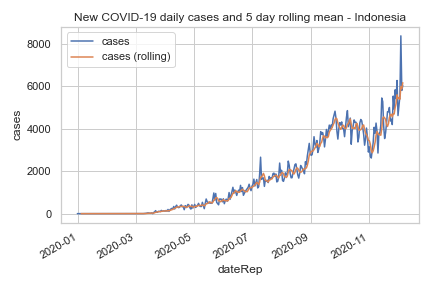 New COVID-19 daily cases and 5 day rolling mean - Indonesia
cases
cases (rolling)
8000
6000
4000
2000
0
cases
2020-01
2020-03
2020-05
2020-07
2020-09
2020-11
dateRep